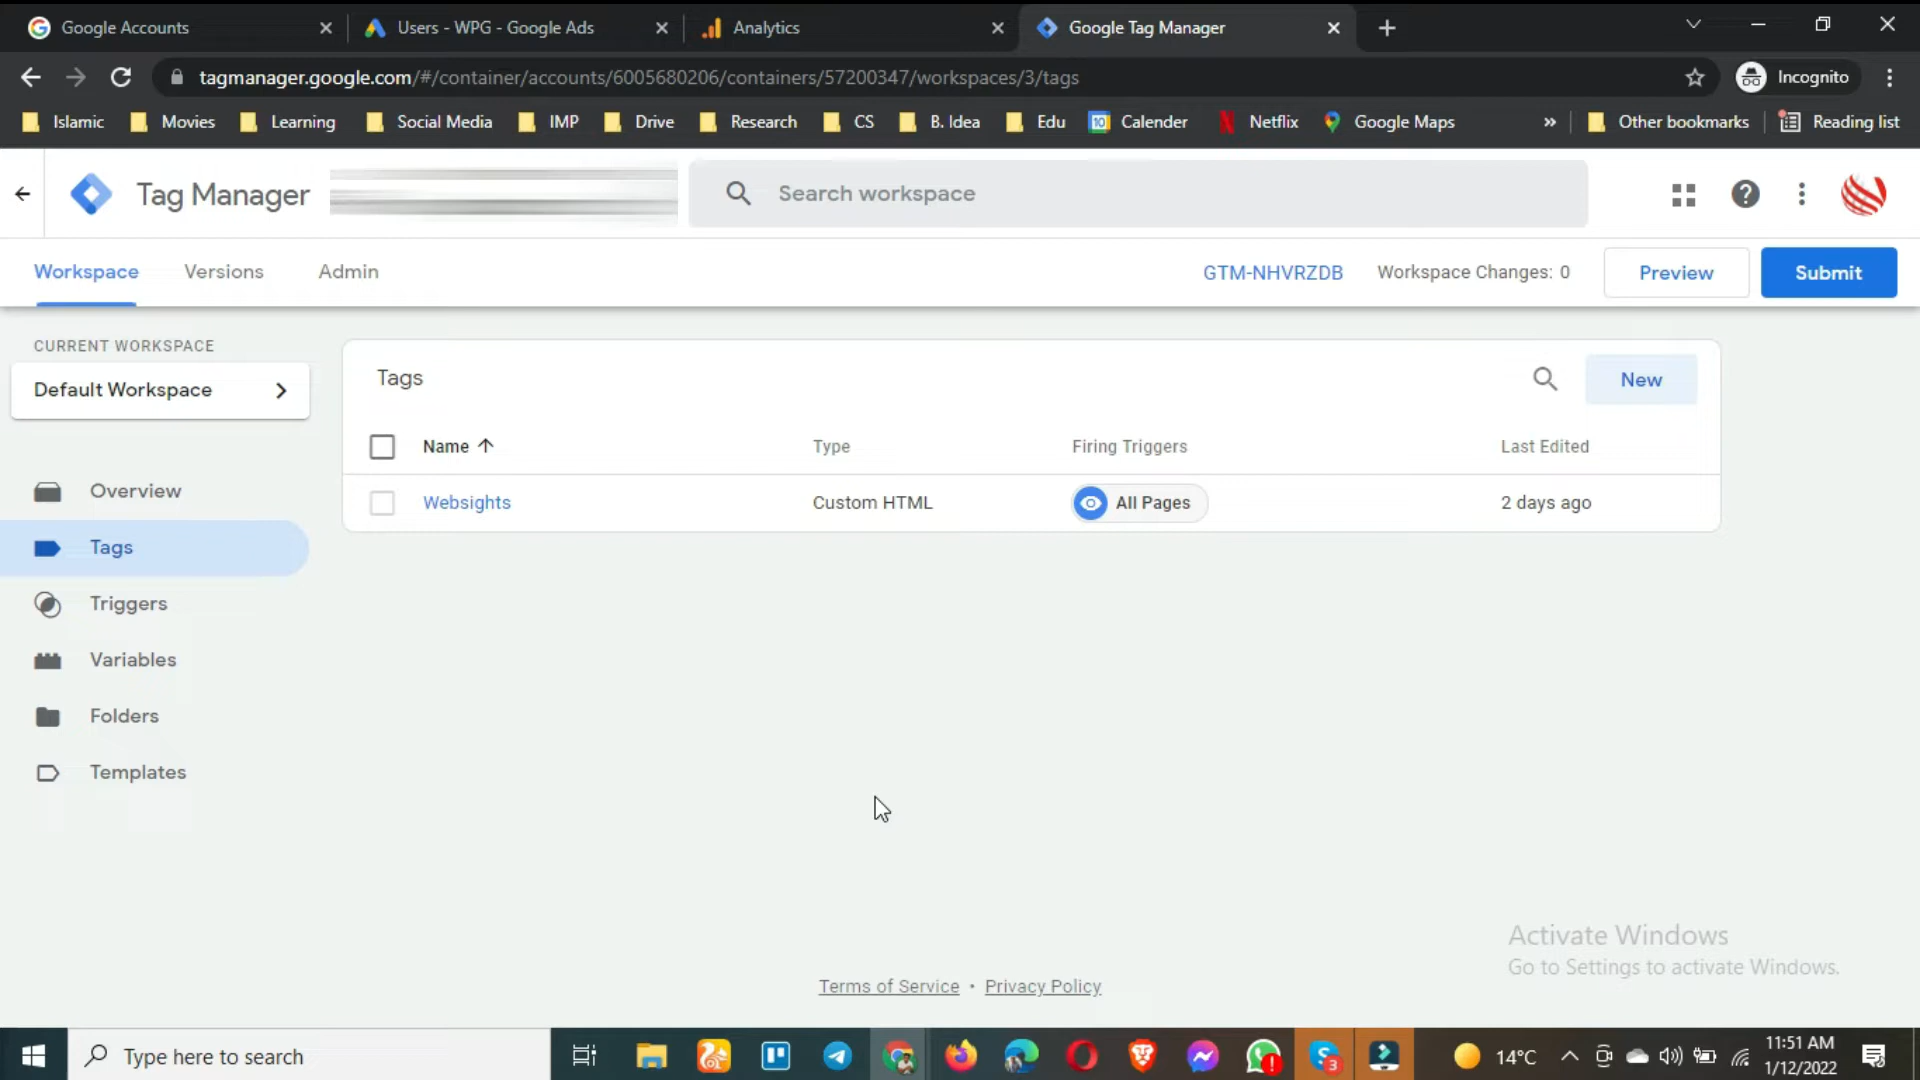 Google Accounts
Users - WPG - Google Ads
Analytics
Google Tag Manager
tagmanager.google.com/#/container/accounts/6005680206/containers/57200347/workspaces/3/tags
Incognito
Islamic
Movies
Learning
Social Media
IMP
Drive
Research
CS
B. Idea
Edu
10
Calender
Netflix
Google Maps
»
Other bookmarks
Reading list
Tag Manager
Search workspace
Workspace
Versions
Admin
GTM-NHVRZDB
Workspace Changes: 0
Preview
Submit
CURRENT WORKSPACE
Default Workspace
Overview
Tags
Triggers
Variables
Folders
Templates
Tags
New
Name
Type
Firing Triggers
Last Edited
Websights
Custom HTML
All Pages
2 days ago
Activate Windows
Go to Settings to activate Windows.
Terms of Service • Privacy Policy
Type here to search
3
14°C
11:51 AM
1/12/2022